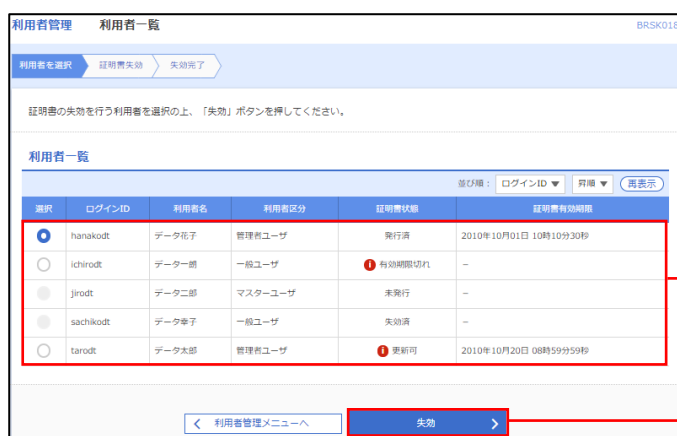 利用者管理 利用者一覧 BRSK018
利用者を選択 証明書失効 失効完了
証明書の失効を行う利用者を選択の上、「失効」ボタンを押してください。
利用者一覧
並び順： ログインID ▼ 昇順 ▼ 再表示
選択 ログインID 利用者名 利用者区分 証明書状態 証明書有効期限
hanakodt データ花子 管理者ユーザ 発行済 2010年10月01日 10時10分30秒
ichirodt データ一朗 一般ユーザ 有効期限切れ －
jirodt データ二郎 マスターユーザ 未発行 －
sachikodt データ幸子 一般ユーザ 失効済 －
tarodt データ太郎 管理者ユーザ 更新可 2010年10月20日 08時59分59秒
利用者管理メニューへ 失効